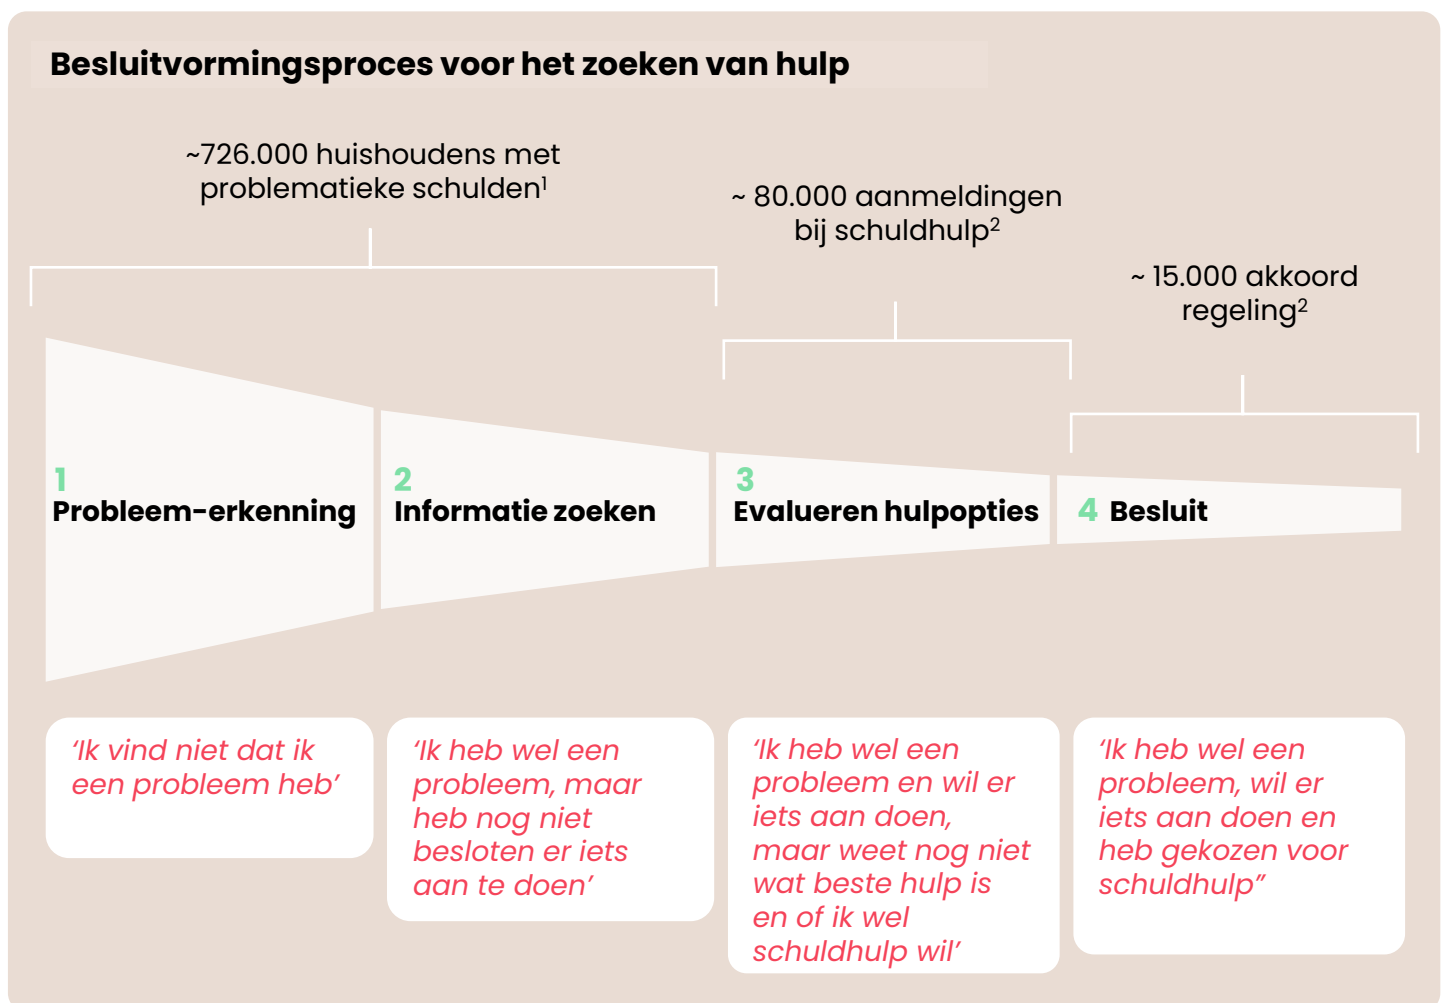 Besluitvormingsproces voor het zoeken van hulp
~726.000 huishoudens met
problematieke schulden¹
~ 80.000 aanmeldingen
bij schuldhulp²
~ 15.000 akkoord
regeling²
1
Probleem-erkenning
2
Informatie zoeken
3
Evalueren hulpopties
4 Besluit
‘Ik vind niet dat ik
een probleem heb’
‘Ik heb wel een
probleem, maar
heb nog niet
besloten er iets
aan te doen’
‘Ik heb wel een
probleem en wil er
iets aan doen,
maar weet nog niet
wat beste hulp is
en of ik wel
schuldhulp wil’
‘Ik heb wel een
probleem, wil er
iets aan doen en
heb gekozen voor
schuldhulp”